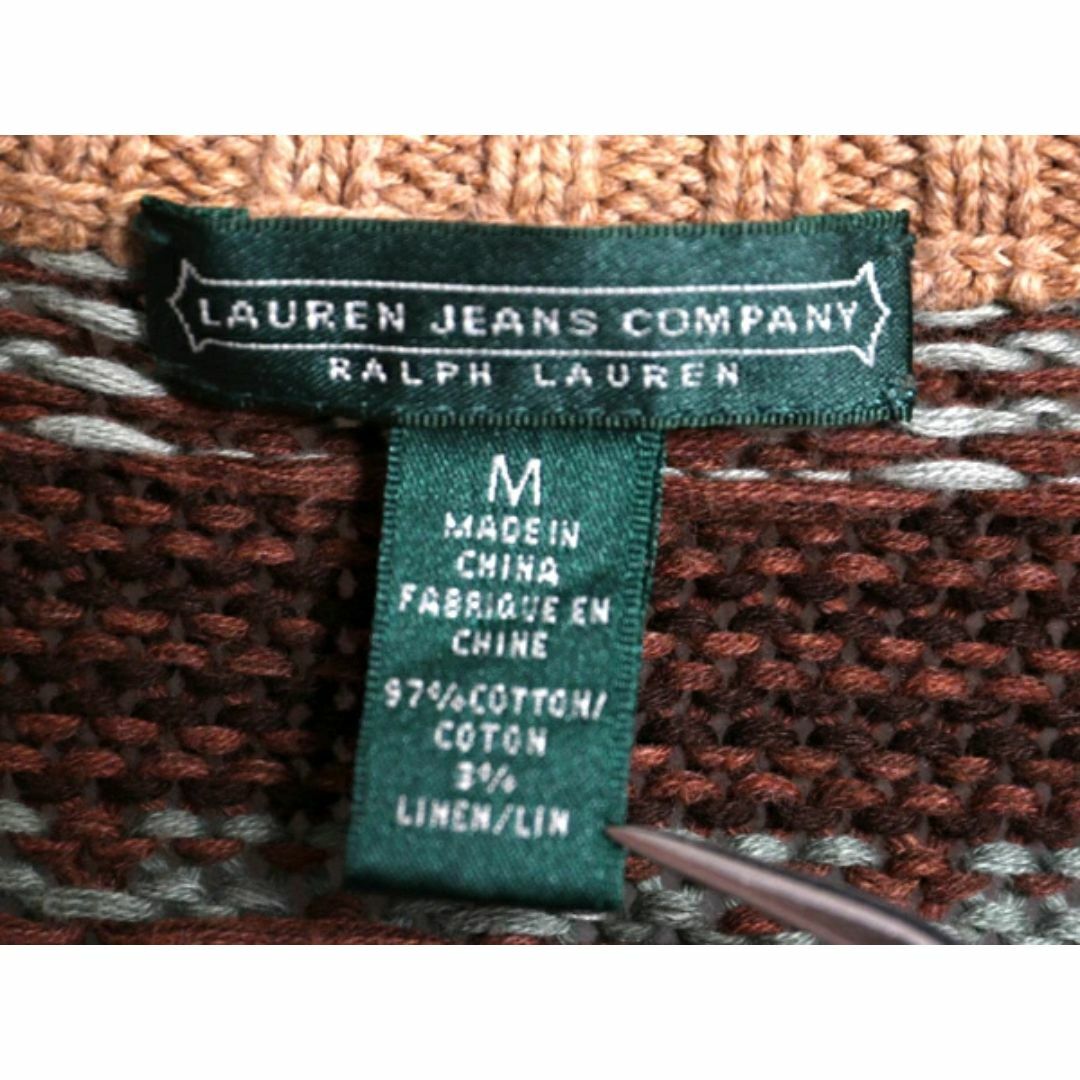 LAUREN JEANS COMPANY
RALPH LAUREN
M
MADE IN
CHINA
FABRIQUE EN
CHINE
97% COTTON/
COTON
3%
LINEN/LIN